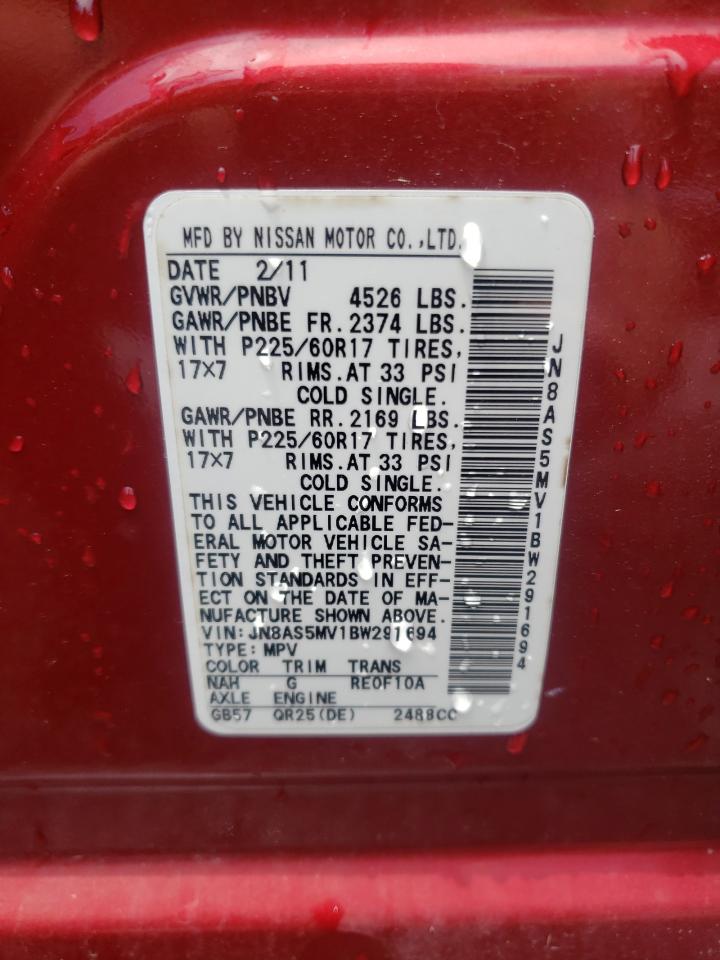 MFD BY NISSAN MOTOR CO.,LTD.
DATE 2/11
GVWR/PNBV 4526 LBS.
GAWR/PNBE FR. 2374 LBS.
WITH P225/60R17 TIRES,
17X7 RIMS. AT 33 PSI
COLD SINGLE.
GAWR/PNBE RR. 2169 LBS.
WITH P225/60R17 TIRES,
17X7 RIMS. AT 33 PSI
COLD SINGLE.
THIS VEHICLE CONFORMS
TO ALL APPLICABLE FED-
ERAL MOTOR VEHICLE SA-
FETY AND THEFT PREVEN-
TION STANDARDS IN EFF-
ECT ON THE DATE OF MA-
NUFACTURE SHOWN ABOVE.
VIN: JN8AS5MV1BW291694
TYPE: MPV
COLOR TRIM TRANS
NAH G RE0F10A
AXLE ENGINE
GB57 QR25(DE) 2488CC
JN8AS5MV1BW291694